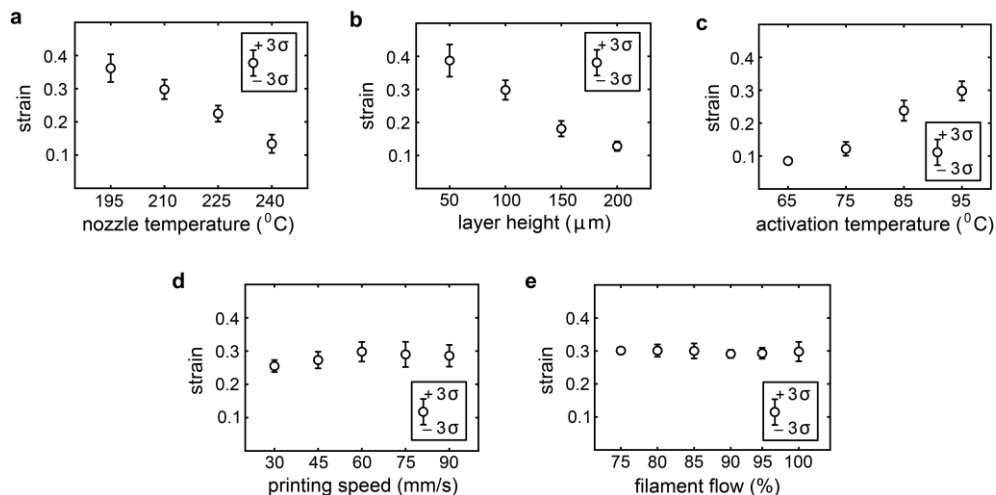 a
+ 3σ
− 3σ
0.4
0.3
0.2
0.1
strain
195 210 225 240
nozzle temperature (⁰C)
b
+ 3σ
− 3σ
0.4
0.3
0.2
0.1
strain
50 100 150 200
layer height (μm)
c
+ 3σ
− 3σ
0.4
0.3
0.2
0.1
strain
65 75 85 95
activation temperature (⁰C)
d
+ 3σ
− 3σ
0.4
0.3
0.2
0.1
strain
30 45 60 75 90
printing speed (mm/s)
e
+ 3σ
− 3σ
0.4
0.3
0.2
0.1
strain
75 80 85 90 95 100
filament flow (%)